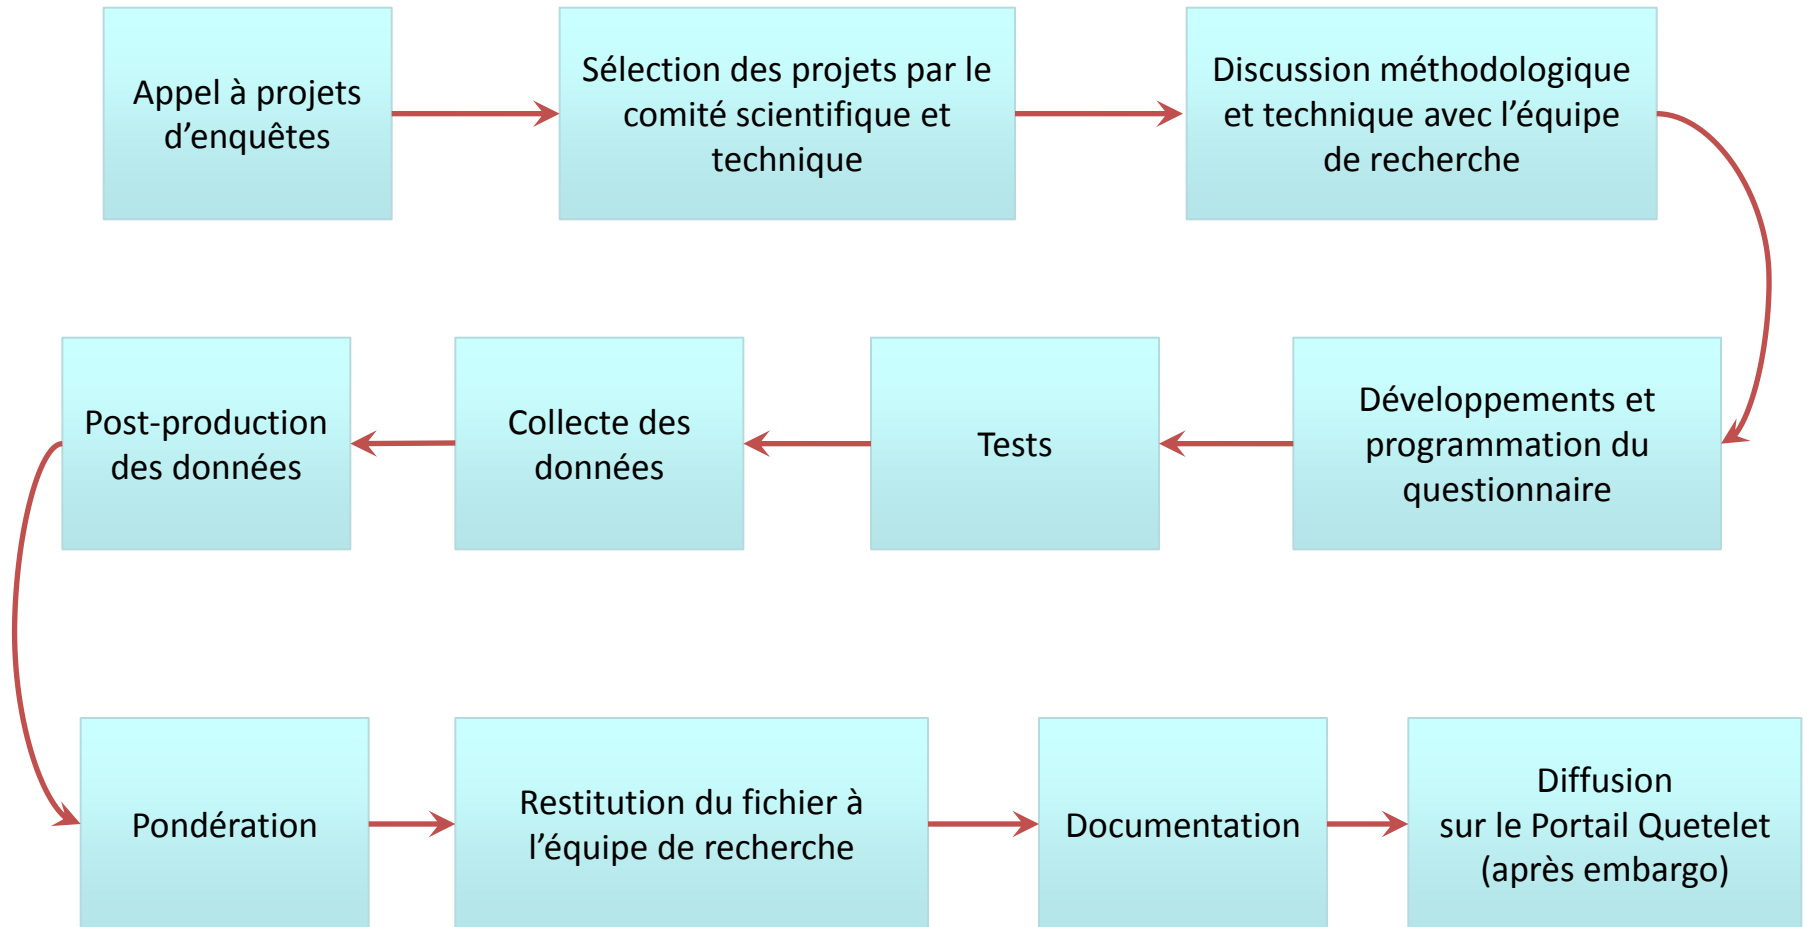 Appel à projets
d’enquêtes
Sélection des projets par le
comité scientifique et
technique
Discussion méthodologique
et technique avec l’équipe
de recherche
Post-production
des données
Collecte des
données
Tests
Développements et
programmation du
questionnaire
Pondération
Restitution du fichier à
l’équipe de recherche
Documentation
Diffusion
sur le Portail Quetelet
(après embargo)